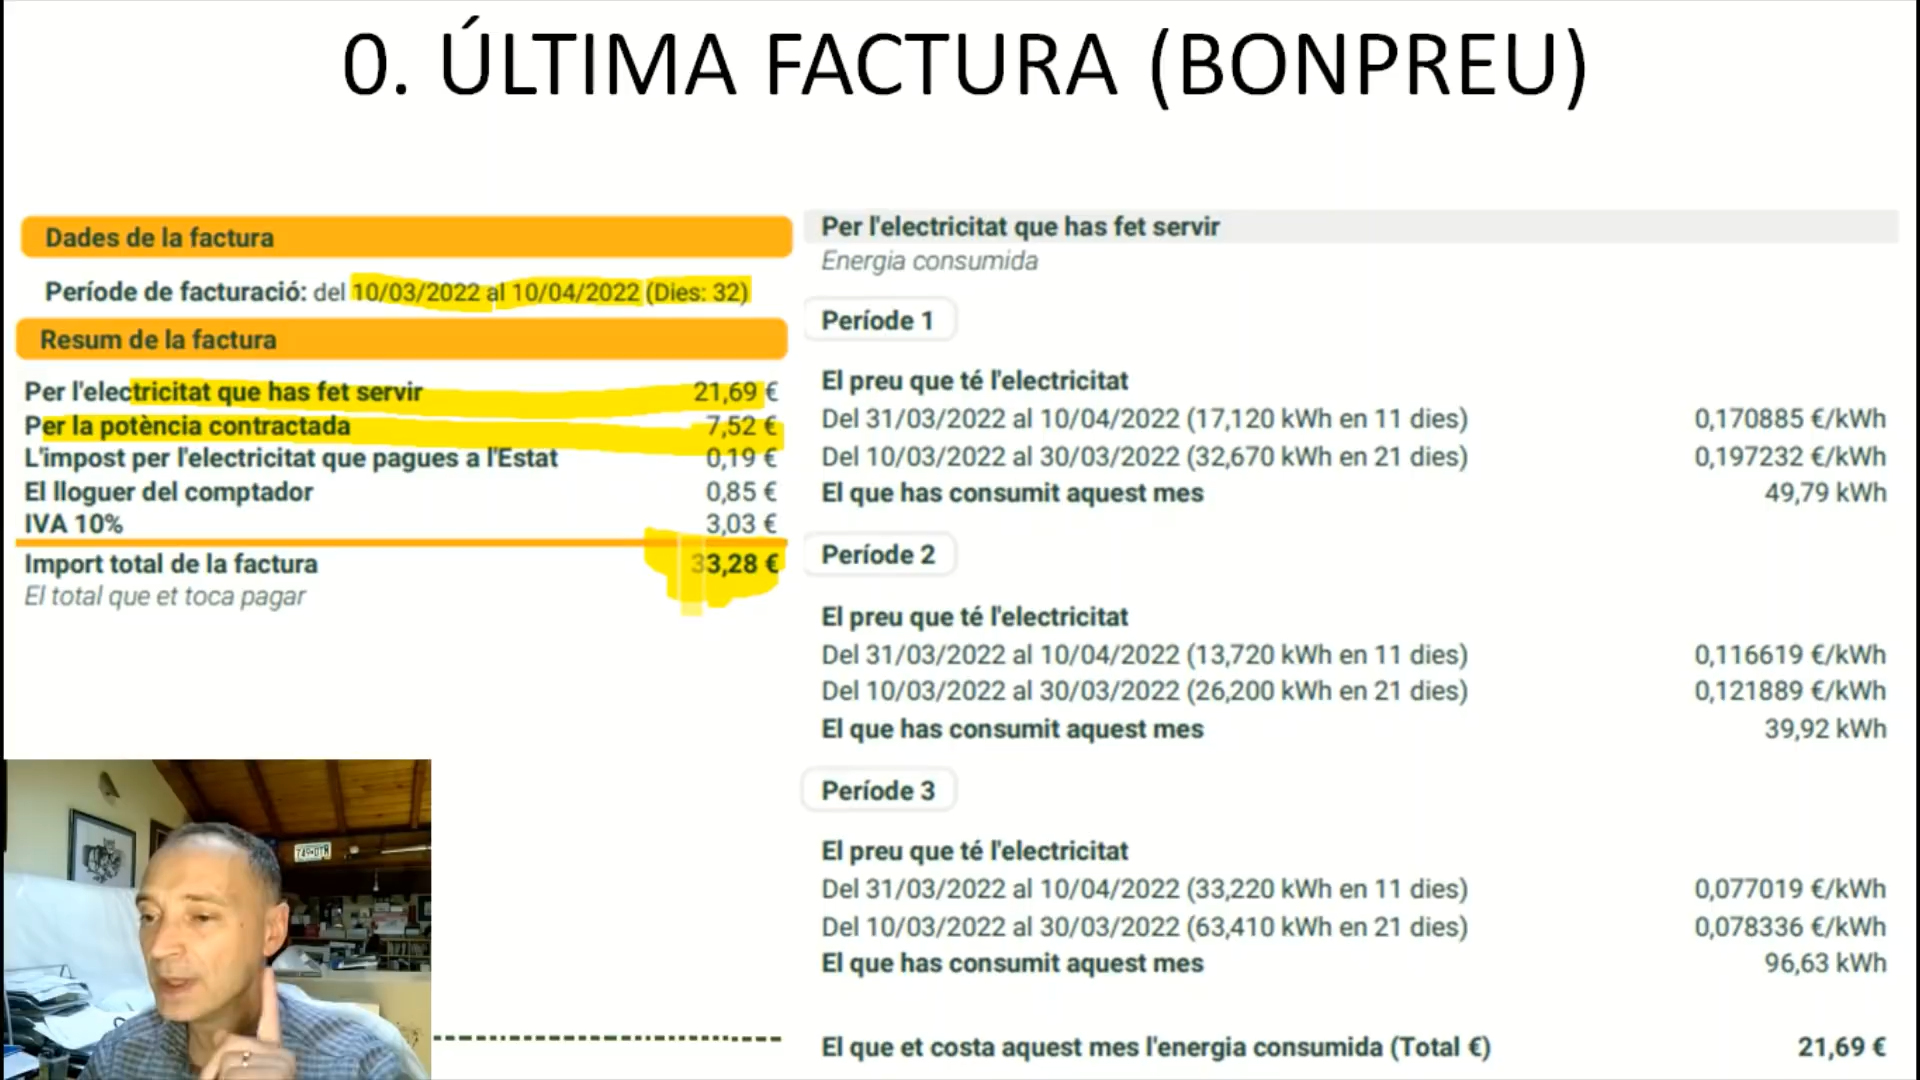 0. ÚLTIMA FACTURA (BONPREU)
Dades de la factura
Període de facturació: del 10/03/2022 al 10/04/2022 (Dies: 32)
Resum de la factura
Per l'electricitat que has fet servir 21,69 €
Per la potència contractada 7,52 €
L'impost per l'electricitat que pagues a l'Estat 0,19 €
El lloguer del comptador 0,85 €
IVA 10% 3,03 €
Import total de la factura 33,28 €
El total que et toca pagar
Per l'electricitat que has fet servir
Energia consumida
Període 1
El preu que té l'electricitat
Del 31/03/2022 al 10/04/2022 (17,120 kWh en 11 dies) 0,170885 €/kWh
Del 10/03/2022 al 30/03/2022 (32,670 kWh en 21 dies) 0,197232 €/kWh
El que has consumit aquest mes 49,79 kWh
Període 2
El preu que té l'electricitat
Del 31/03/2022 al 10/04/2022 (13,720 kWh en 11 dies) 0,116619 €/kWh
Del 10/03/2022 al 30/03/2022 (26,200 kWh en 21 dies) 0,121889 €/kWh
El que has consumit aquest mes 39,92 kWh
Període 3
El preu que té l'electricitat
Del 31/03/2022 al 10/04/2022 (33,220 kWh en 11 dies) 0,077019 €/kWh
Del 10/03/2022 al 30/03/2022 (63,410 kWh en 21 dies) 0,078336 €/kWh
El que has consumit aquest mes 96,63 kWh
El que et costa aquest mes l'energia consumida (Total €) 21,69 €